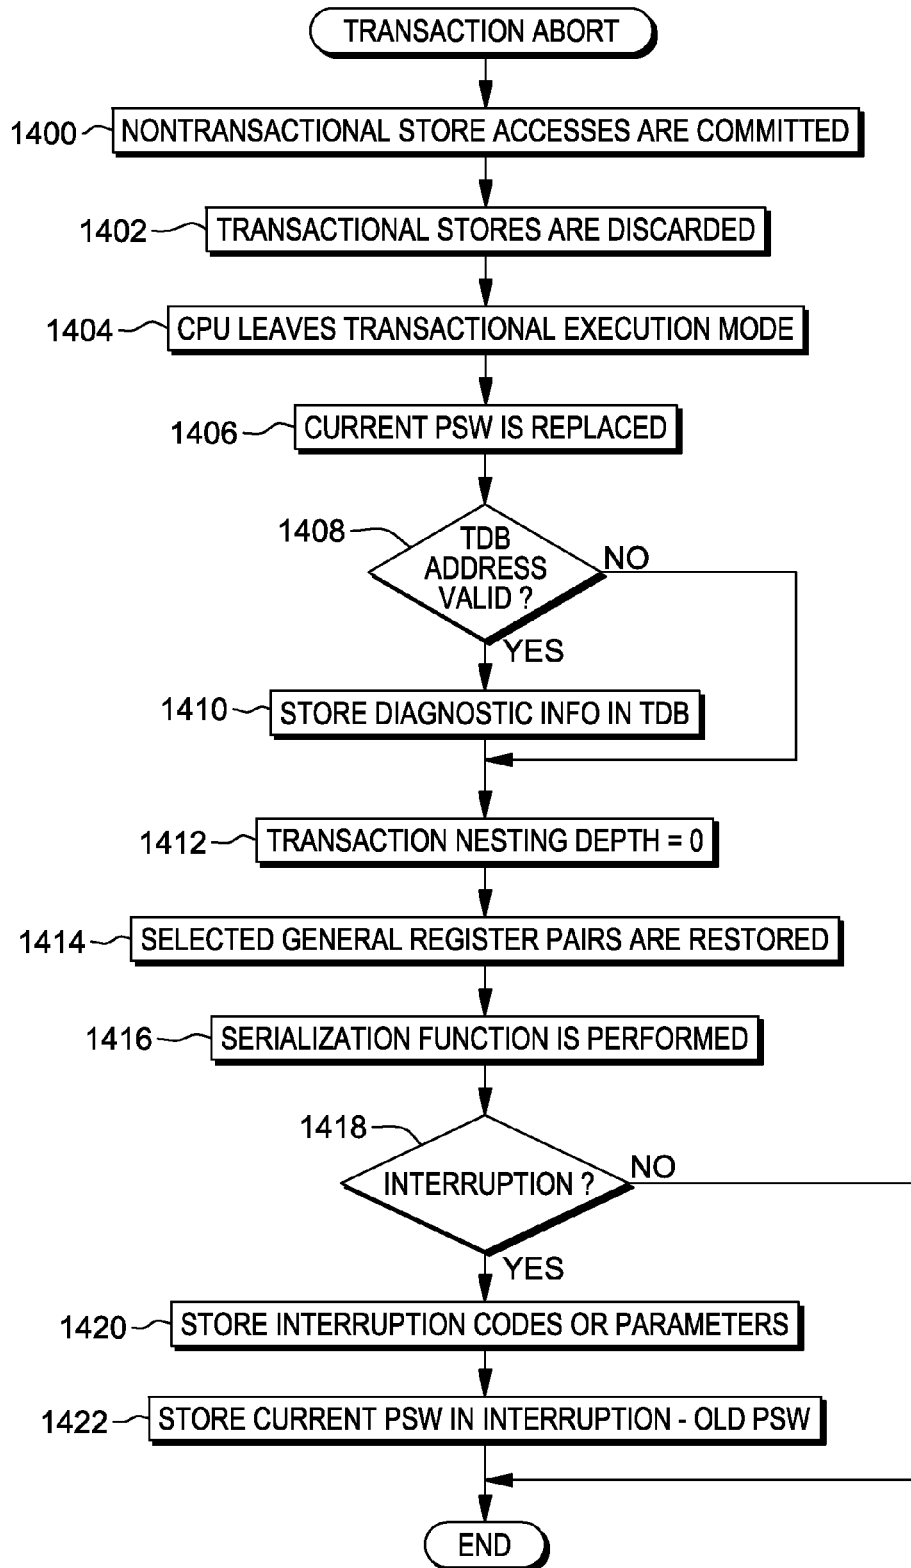 TRANSACTION ABORT
1400 NONTRANSACTIONAL STORE ACCESSES ARE COMMITTED
1402 TRANSACTIONAL STORES ARE DISCARDED
1404 CPU LEAVES TRANSACTIONAL EXECUTION MODE
1406 CURRENT PSW IS REPLACED
1408
TDB
ADDRESS
VALID ?
NO
YES
1410 STORE DIAGNOSTIC INFO IN TDB
1412 TRANSACTION NESTING DEPTH = 0
1414 SELECTED GENERAL REGISTER PAIRS ARE RESTORED
1416 SERIALIZATION FUNCTION IS PERFORMED
1418
INTERRUPTION ?
NO
YES
1420 STORE INTERRUPTION CODES OR PARAMETERS
1422 STORE CURRENT PSW IN INTERRUPTION - OLD PSW
END